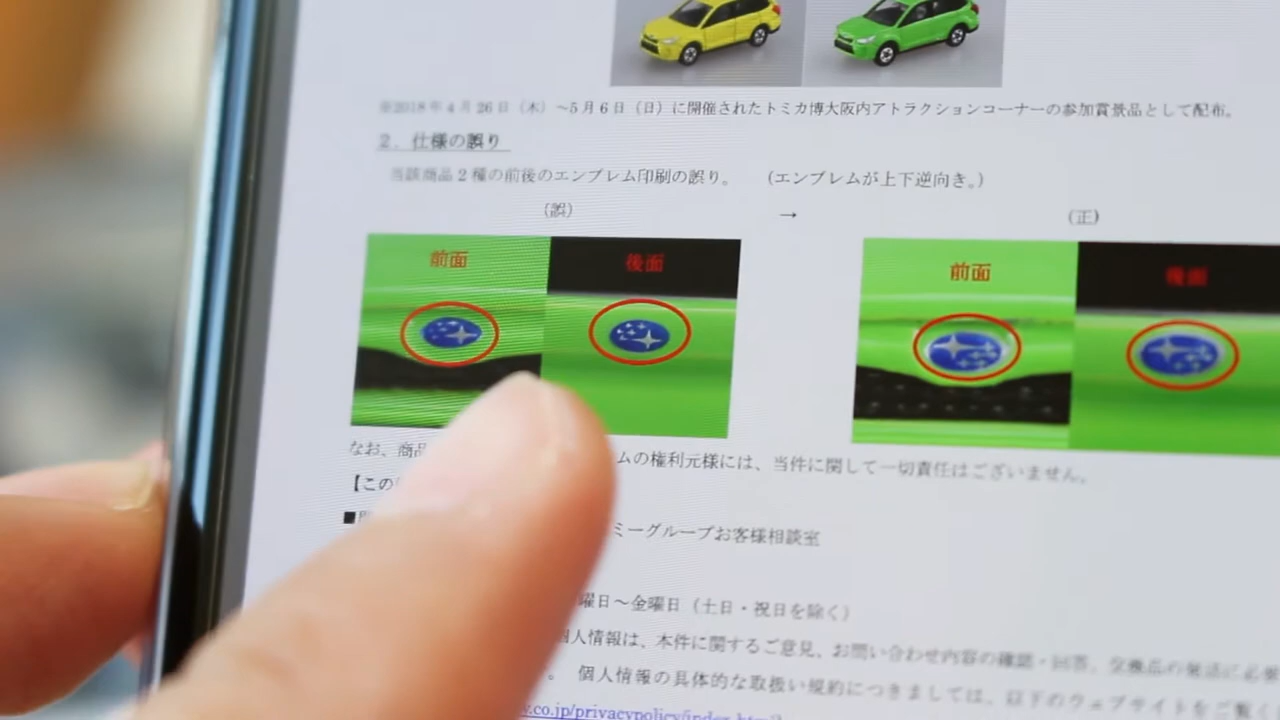 ※2018年4月26日（木）～5月6日（日）に開催されたトミカ博大阪内アトラクションコーナーの参加賞景品として配布。
2．仕様の誤り
当該商品2種の前後のエンブレム印刷の誤り。 (エンブレムが上下逆向き。)
(誤) → (正)
前面 後面 前面 後面
なお、商品 ムの権利元様には、当件に関して一切責任はございません。
【この
■ ミーグループお客様相談室
曜日～金曜日（土日・祝日を除く）
個人情報は、本件に関するご意見、お問い合わせ内容の確認・回答、交換品の発送に必要
。 個人情報の具体的な取扱い規約につきましては、以下のウェブサイトをご覧く
.co.jp/privacypolicy/index.html